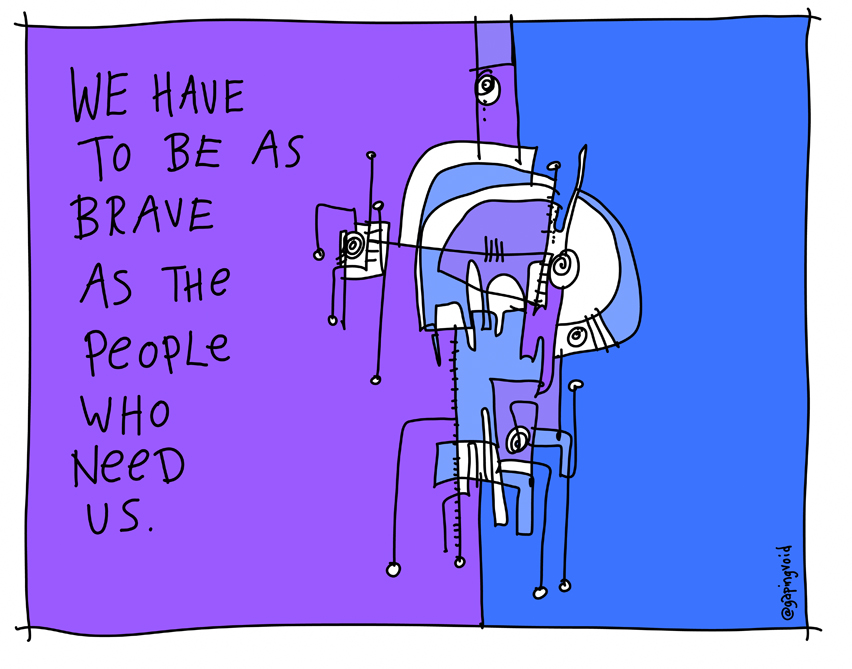 WE HAVE
TO BE AS
BRAVE
AS THe
PeoPLe
WHO
NeeD
US.
@gapingvoid